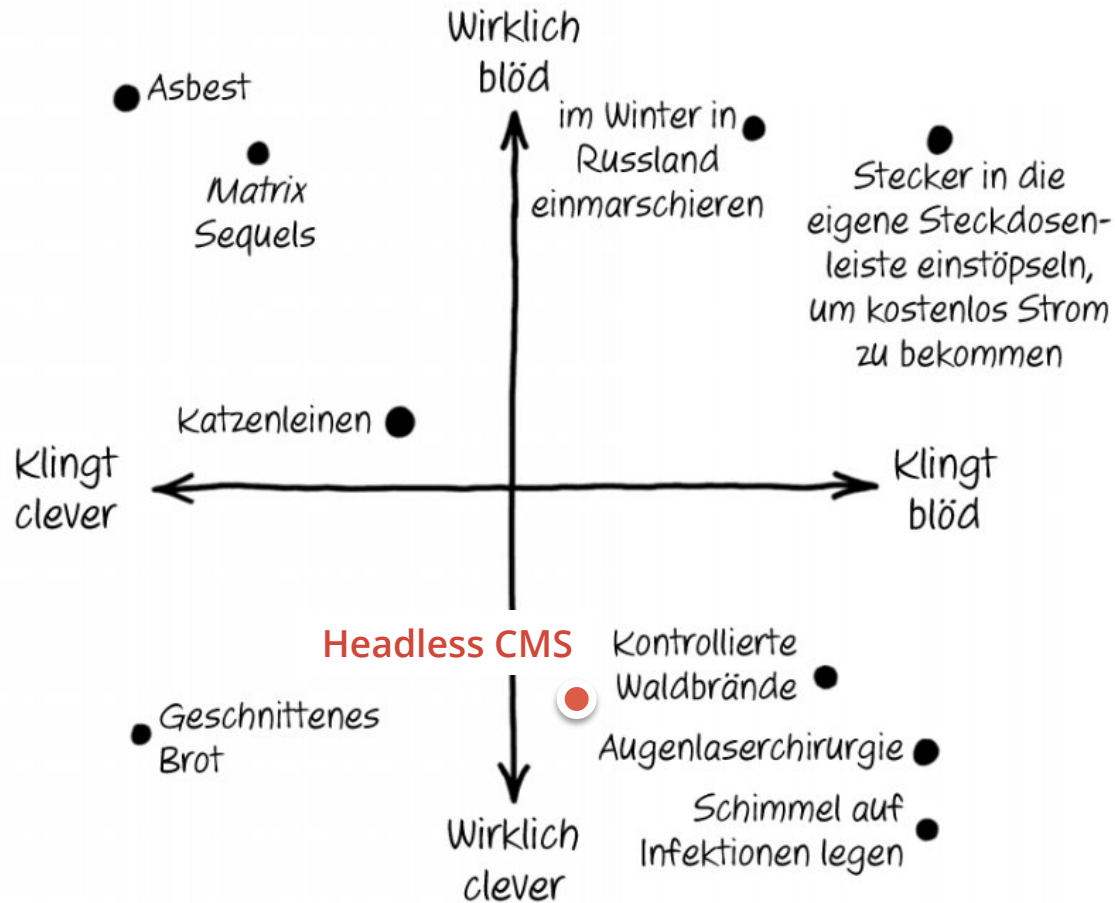 Wirklich
blöd
Asbest
im Winter in
Russland
einmarschieren
Matrix
Sequels
Stecker in die
eigene Steckdosen-
leiste einstöpseln,
um kostenlos Strom
zu bekommen
Katzenleinen
Klingt
clever
Klingt
blöd
Headless CMS
Kontrollierte
Waldbrände
Geschnittenes
Brot
Augenlaserchirurgie
Schimmel auf
Infektionen legen
Wirklich
clever